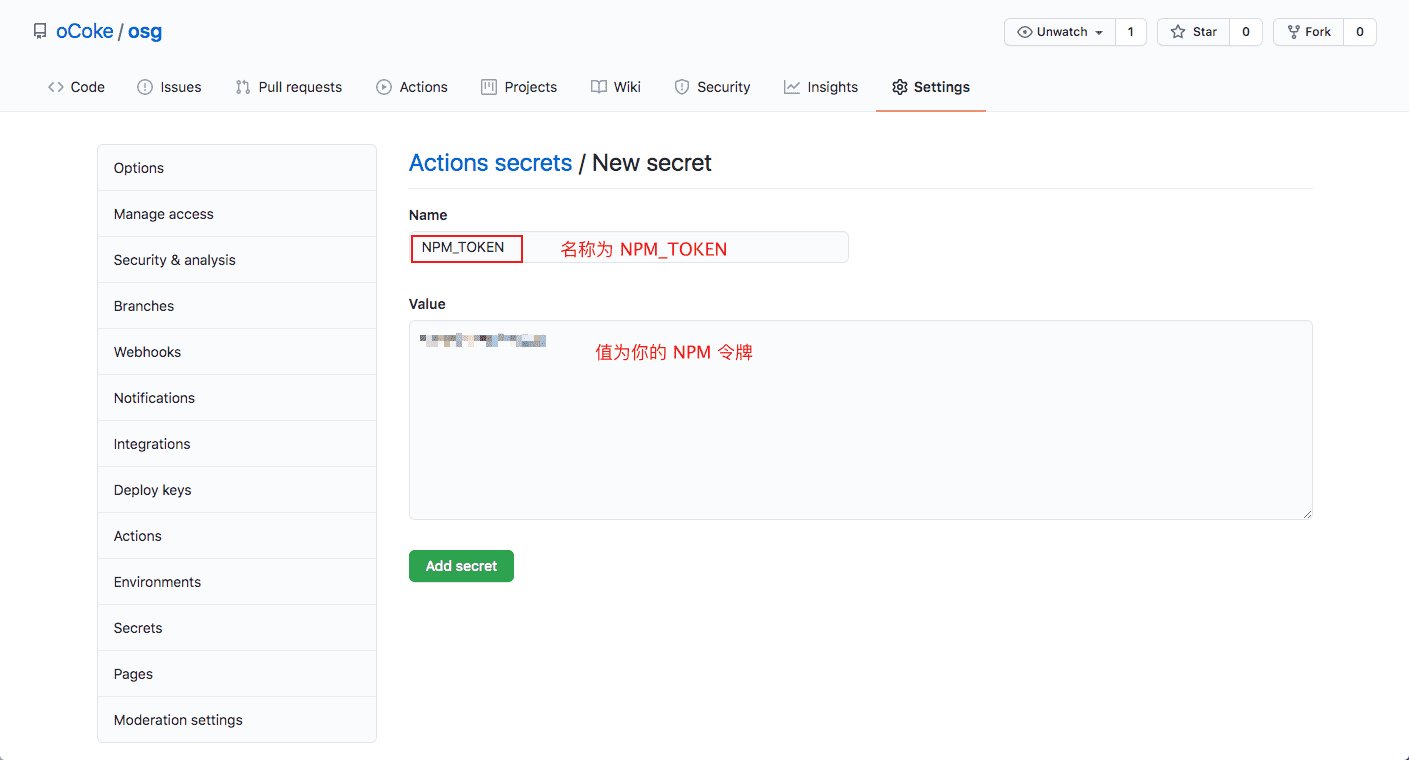 oCoke / osg
Unwatch 1 Star 0 Fork 0
Code Issues Pull requests Actions Projects Wiki Security Insights Settings
Options
Manage access
Security & analysis
Branches
Webhooks
Notifications
Integrations
Deploy keys
Actions
Environments
Secrets
Pages
Moderation settings
Actions secrets / New secret
Name
NPM_TOKEN 名称为 NPM_TOKEN
Value
值为你的 NPM 令牌
Add secret